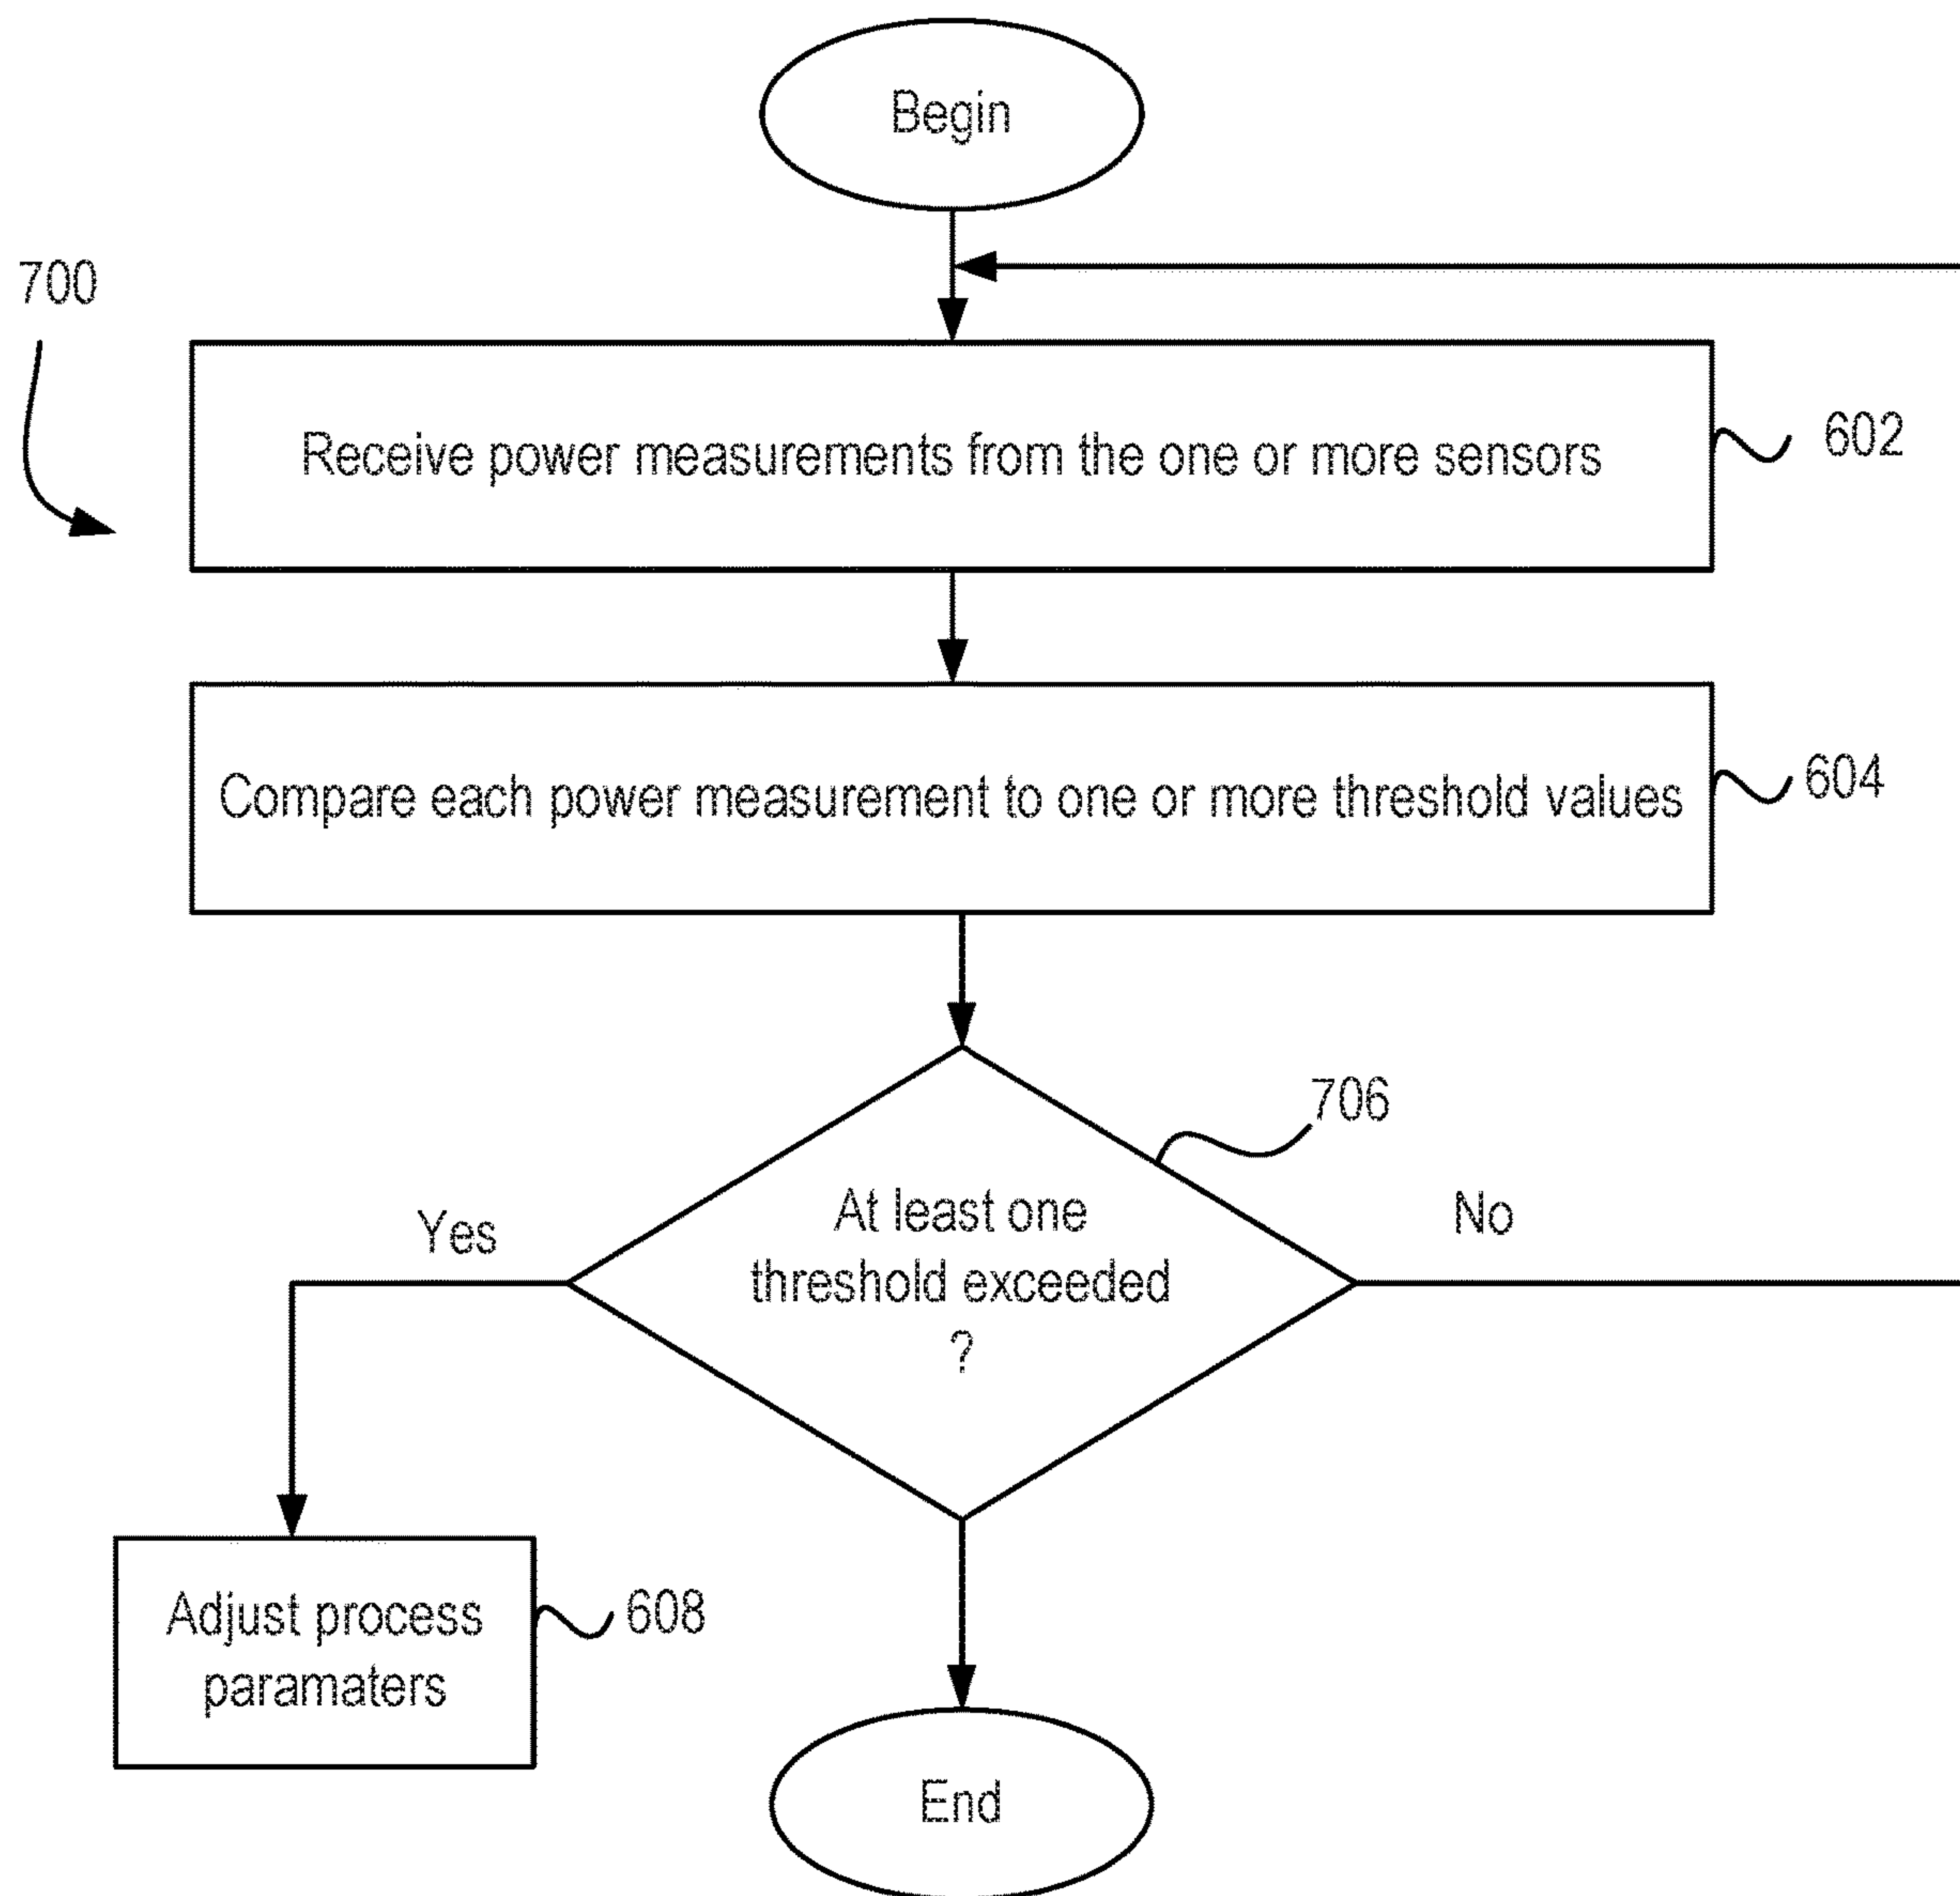 Begin
700
Receive power measurements from the one or more sensors
602
Compare each power measurement to one or more threshold values
604
706
At least one
threshold exceeded
?
Yes
No
Adjust process
paramaters
608
End